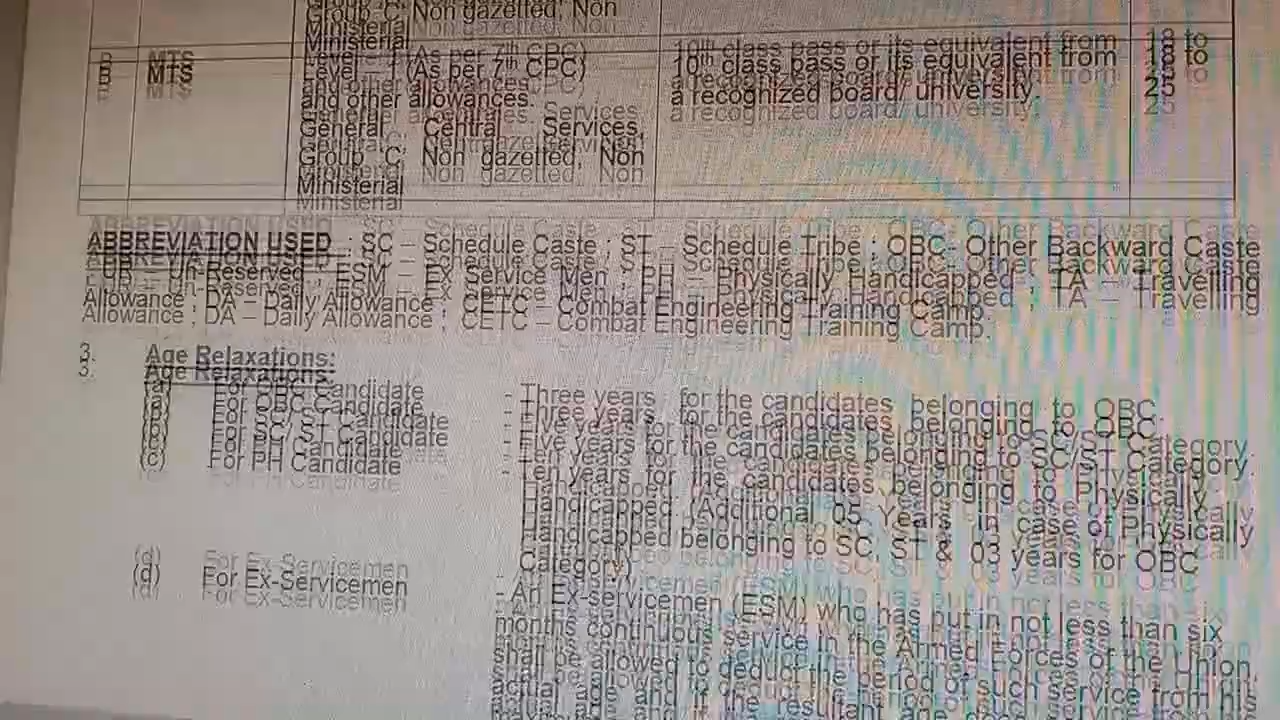 Group 'C', Non gazetted, Non
Ministerial
MTS Level – (As per 7th CPC) 10th class pass or its equivalent from 18 to
and other allowances. a recognized board/ university. 25
General Central Services,
Group 'C', Non gazetted, Non
Ministerial
ABBREVIATION USED : SC – Schedule Caste ; ST – Schedule Tribe ; OBC- Other Backward Caste
; UR – Un-Reserved ; ESM – Ex Service Men ; PH – Physically Handicapped ; TA – Travelling
Allowance ; DA – Daily Allowance ; CETC – Combat Engineering Training Camp.
3. Age Relaxations:
(a) For OBC Candidate - Three years for the candidates belonging to OBC.
(b) For SC/ST Candidate - Five years for the candidates belonging to SC/ST Category.
(c) For PH Candidate - Ten years for the candidates belonging to Physically
Handicapped (Additional 05 Years in case of Physically
Handicapped belonging to SC, ST & 03 years for OBC
Category)
(d) For Ex-Servicemen - An Ex-servicemen (ESM) who has put in not less than six
months continuous service in the Armed Forces of the Union
shall be allowed to deduct the period of such service from his
actual age and if the resultant age